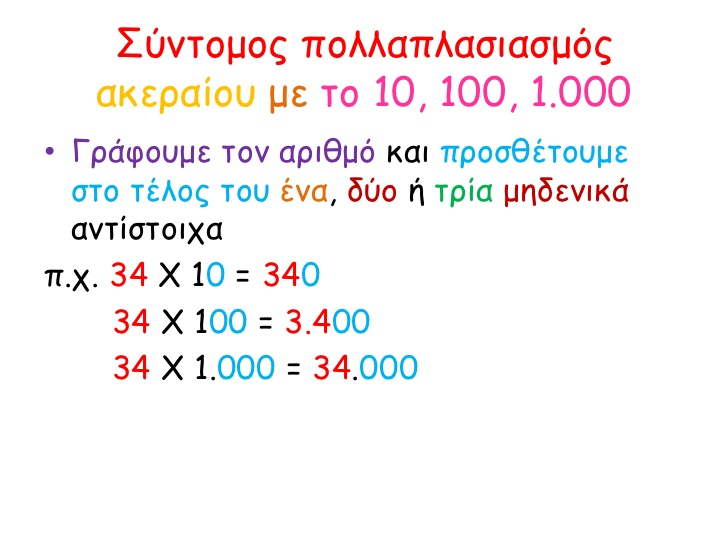 Σύντομος πολλαπλασιασμός
ακεραίου με το 10, 100, 1.000
• Γράφουμε τον αριθμό και προσθέτουμε
στο τέλος του ένα, δύο ή τρία μηδενικά
αντίστοιχα
π.χ. 34 Χ 10 = 340
34 Χ 100 = 3.400
34 Χ 1.000 = 34.000